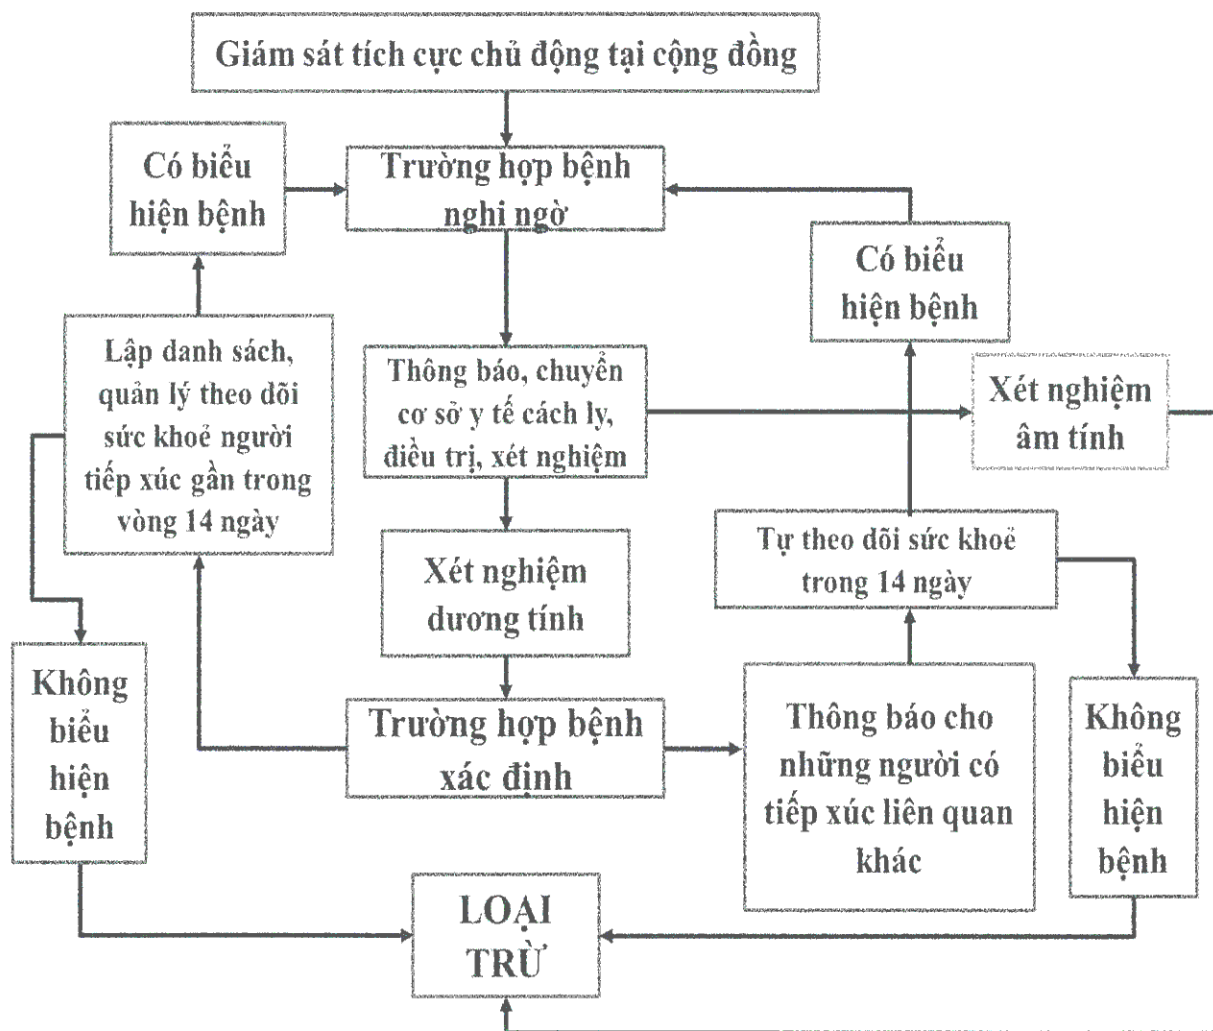 Giám sát tích cực chủ động tại cộng đồng
Có biểu
hiện bệnh
Trường hợp bệnh
nghi ngờ
Có biểu
hiện bệnh
Lập danh sách,
quản lý theo dõi
sức khoẻ người
tiếp xúc gần trong
vòng 14 ngày
Thông báo, chuyển
cơ sở y tế cách ly,
điều trị, xét nghiệm
Xét nghiệm
âm tính
Xét nghiệm
dương tính
Tự theo dõi sức khoẻ
trong 14 ngày
Không
biểu
hiện
bệnh
Trường hợp bệnh
xác định
Thông báo cho
những người có
tiếp xúc liên quan
khác
Không
biểu
hiện
bệnh
LOẠI
TRỪ